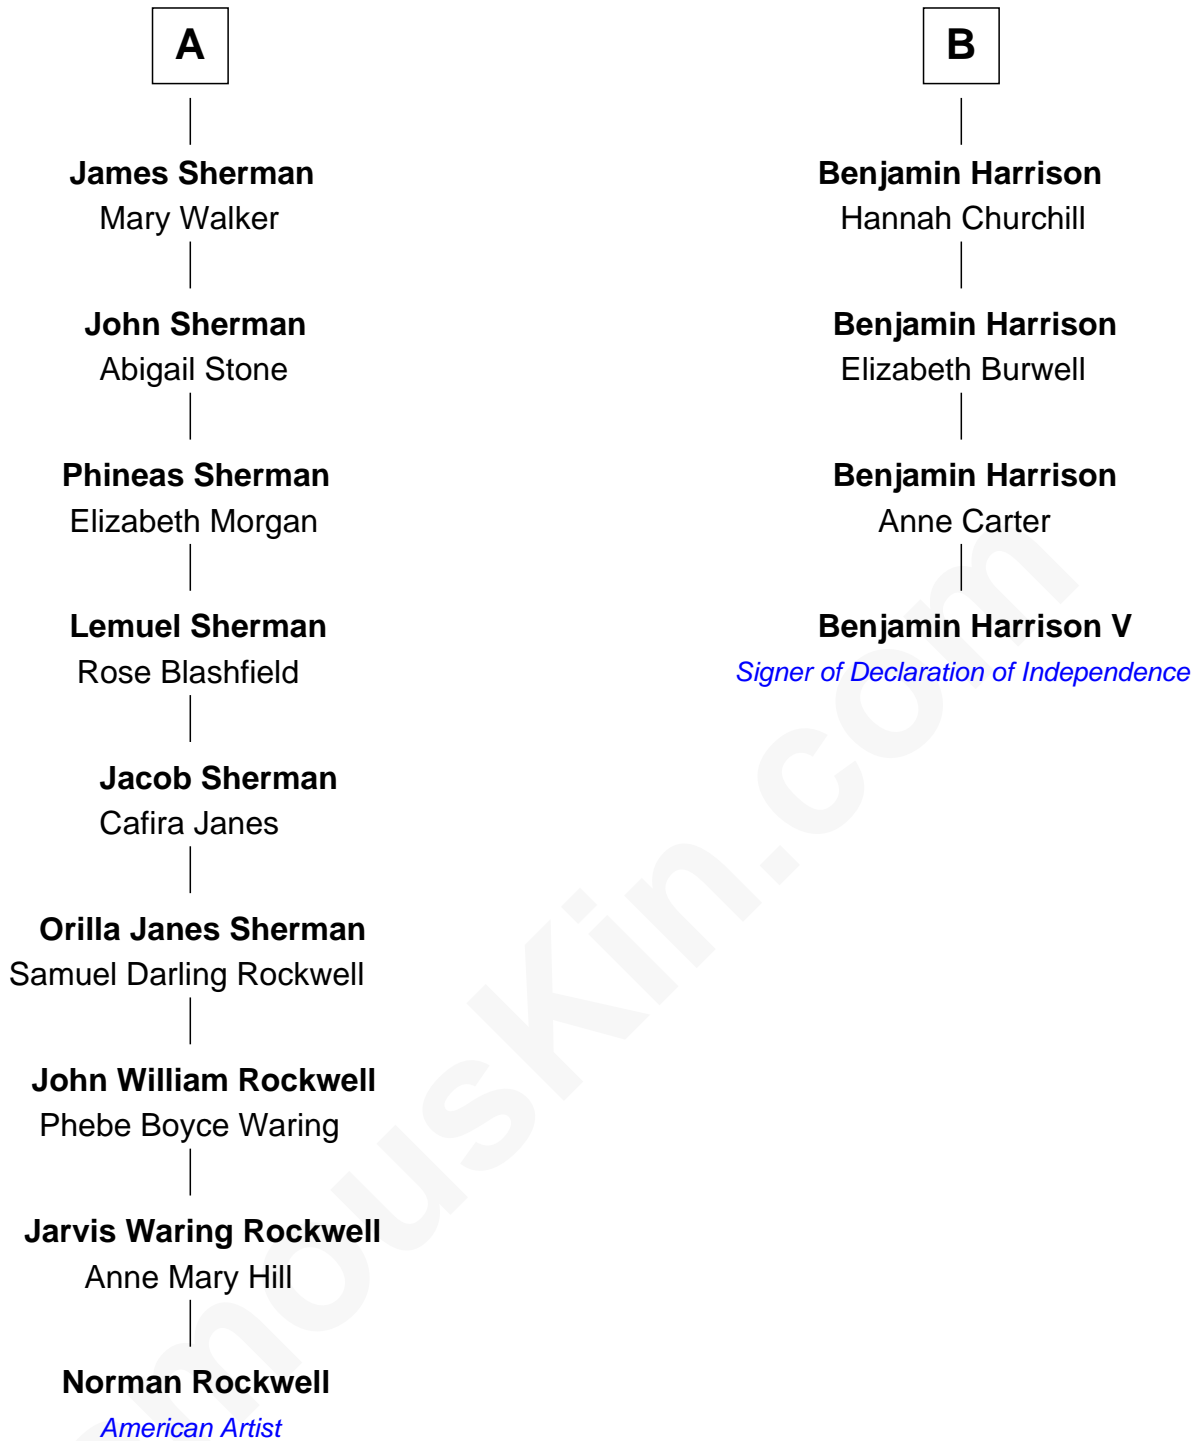 A
James Sherman
Mary Walker
John Sherman
Abigail Stone
Phineas Sherman
Elizabeth Morgan
Lemuel Sherman
Rose Blashfield
Jacob Sherman
Cafira Janes
Orilla Janes Sherman
Samuel Darling Rockwell
John William Rockwell
Phebe Boyce Waring
Jarvis Waring Rockwell
Anne Mary Hill
Norman Rockwell
American Artist
B
Benjamin Harrison
Hannah Churchill
Benjamin Harrison
Elizabeth Burwell
Benjamin Harrison
Anne Carter
Benjamin Harrison V
Signer of Declaration of Independence